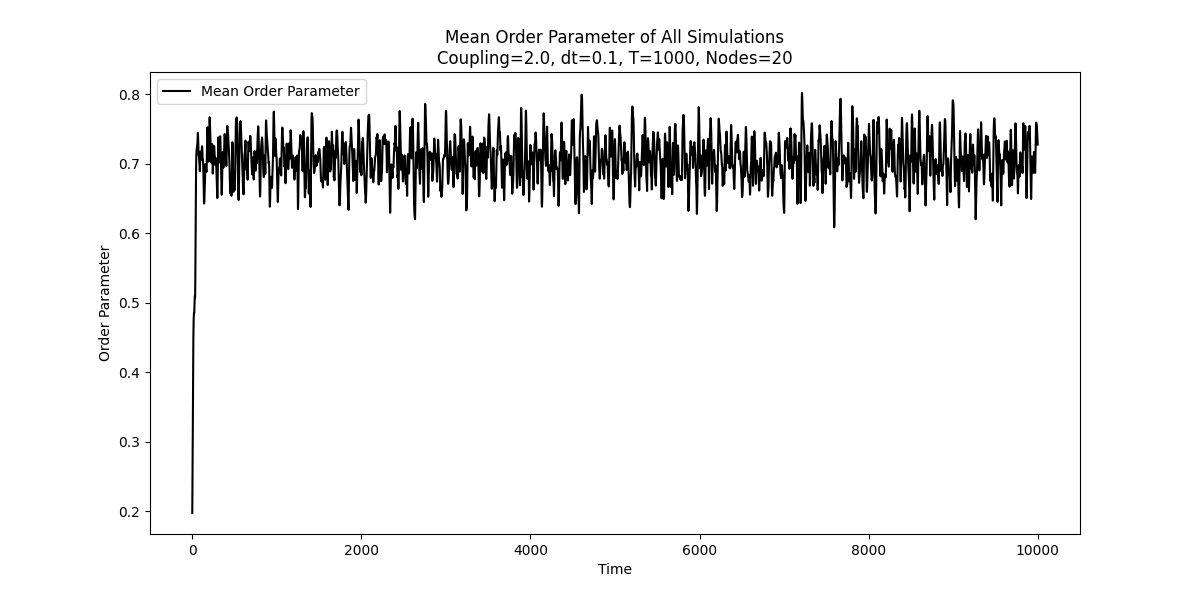 Mean Order Parameter of All Simulations
Coupling=2.0, dt=0.1, T=1000, Nodes=20
Mean Order Parameter
Order Parameter
0.8
0.7
0.6
0.5
0.4
0.3
0.2
0 2000 4000 6000 8000 10000
Time